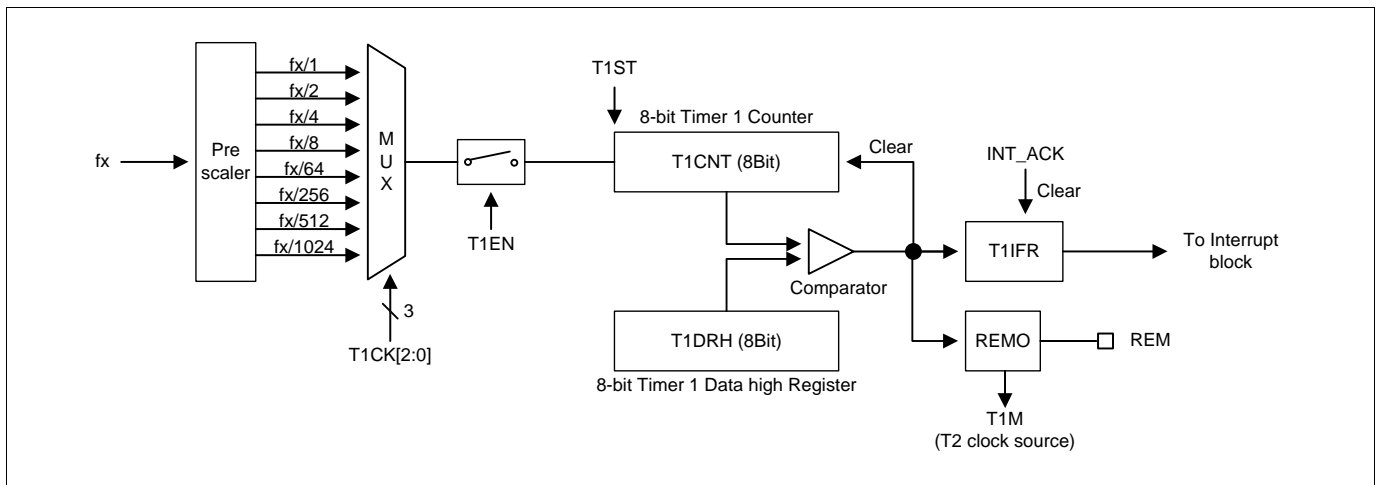 fx
Pre
scaler
fx/1
fx/2
fx/4
fx/8
fx/64
fx/256
fx/512
fx/1024
M
U
X
3
T1CK[2:0]
T1EN
T1ST
8-bit Timer 1 Counter
T1CNT (8Bit)
Clear
Comparator
T1DRH (8Bit)
8-bit Timer 1 Data high Register
INT_ACK
Clear
T1IFR
To Interrupt
block
REMO
REM
T1M
(T2 clock source)